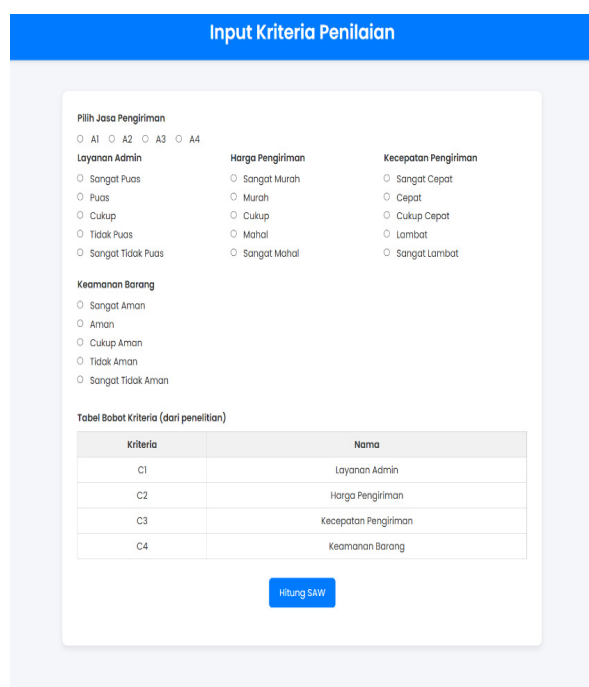 Input Kriteria Penilaian
Pilih Jasa Pengiriman
A1 A2 A3 A4
Layanan Admin Harga Pengiriman Kecepatan Pengiriman
Sangat Puas Sangat Murah Sangat Cepat
Puas Murah Cepat
Cukup Cukup Cukup Cepat
Tidak Puas Mahal Lambat
Sangat Tidak Puas Sangat Mahal Sangat Lambat
Keamanan Barang
Sangat Aman
Aman
Cukup Aman
Tidak Aman
Sangat Tidak Aman
Tabel Bobot Kriteria (dari penelitian)
Kriteria Nama
C1 Layanan Admin
C2 Harga Pengiriman
C3 Kecepatan Pengiriman
C4 Keamanan Barang
Hitung SAW